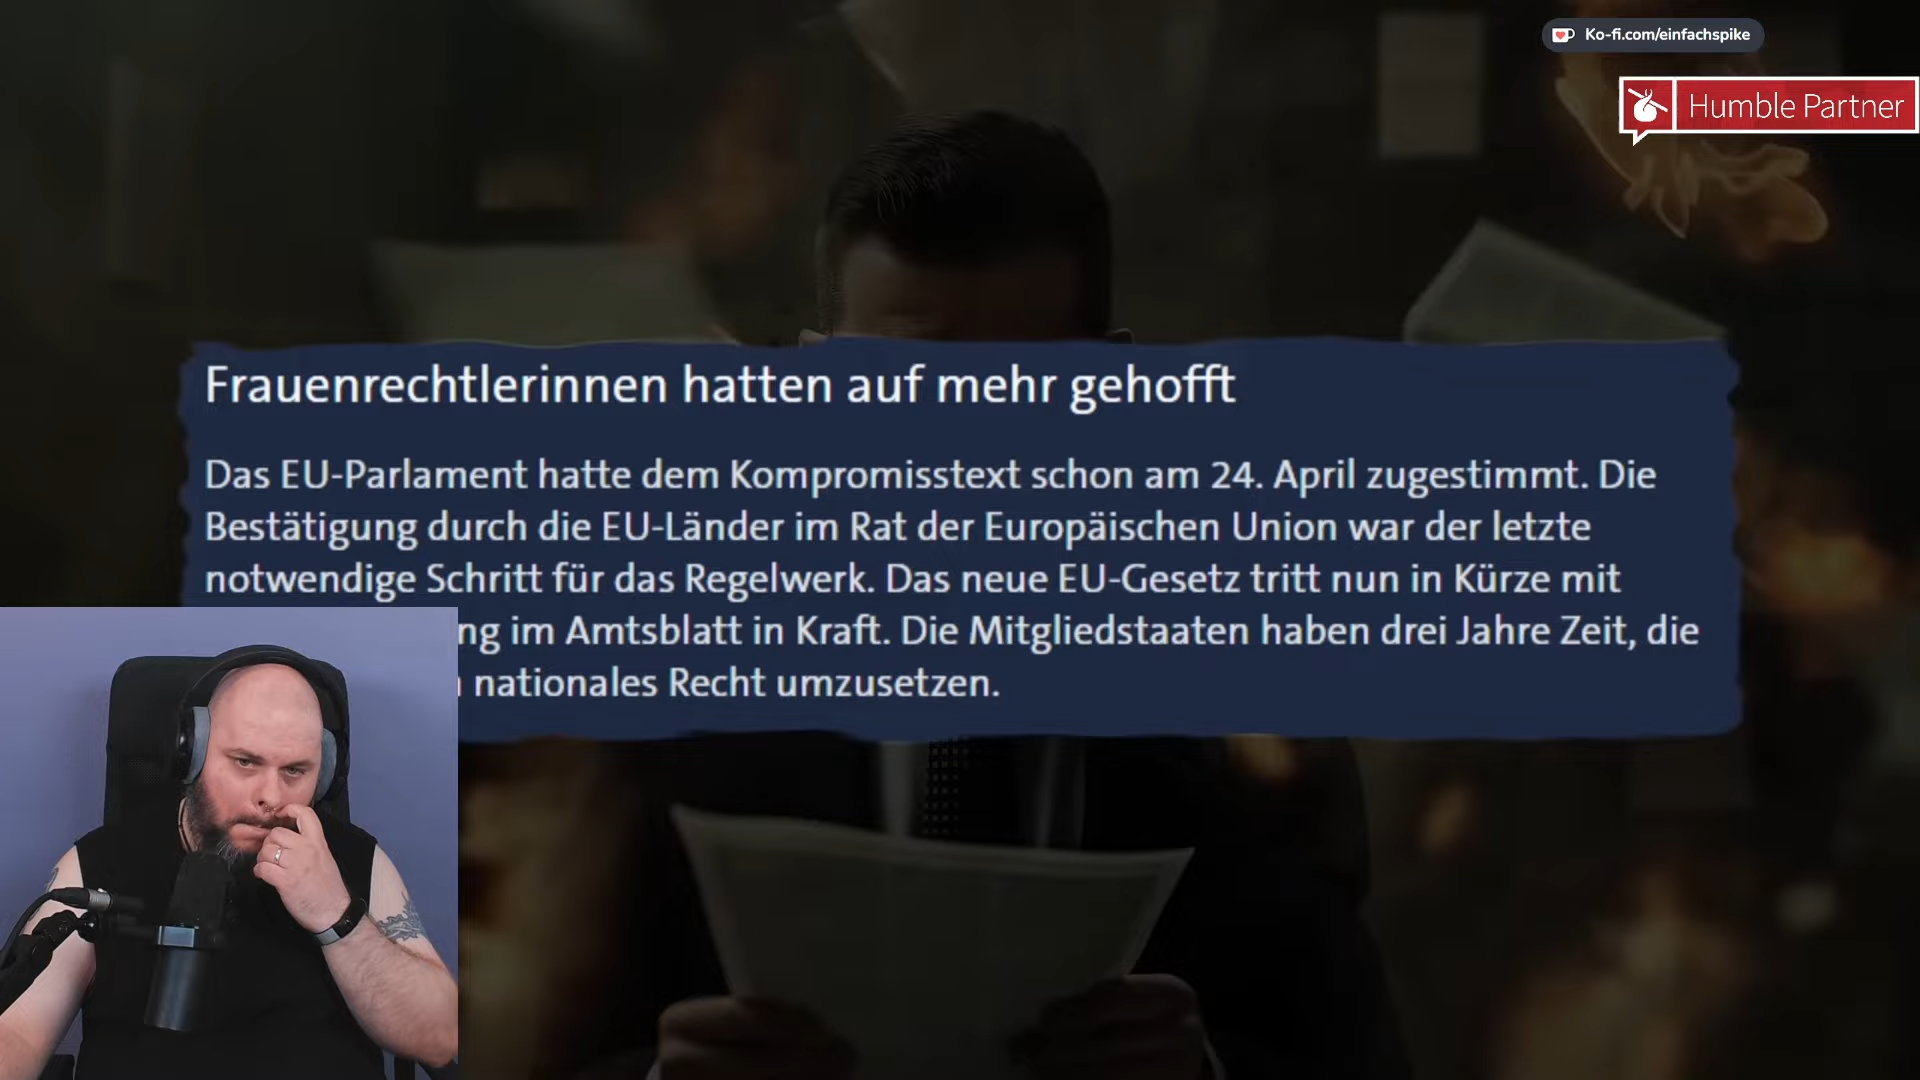 Ko-fi.com/einfachspike
Humble Partner
Frauenrechtlerinnen hatten auf mehr gehofft
Das EU-Parlament hatte dem Kompromisstext schon am 24. April zugestimmt. Die
Bestätigung durch die EU-Länder im Rat der Europäischen Union war der letzte
notwendige Schritt für das Regelwerk. Das neue EU-Gesetz tritt nun in Kürze mit
ng im Amtsblatt in Kraft. Die Mitgliedstaaten haben drei Jahre Zeit, die
nationales Recht umzusetzen.